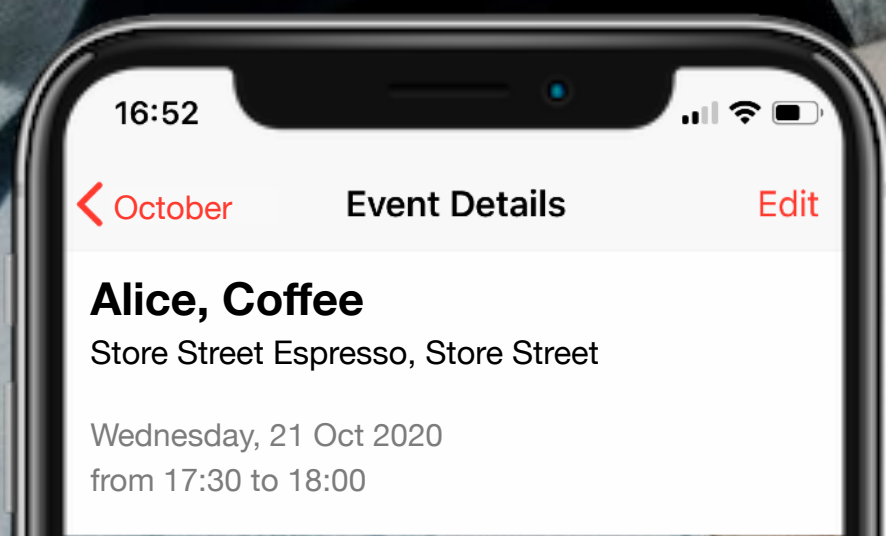 16:52
October
Event Details
Edit
Alice, Coffee
Store Street Espresso, Store Street
Wednesday, 21 Oct 2020
from 17:30 to 18:00